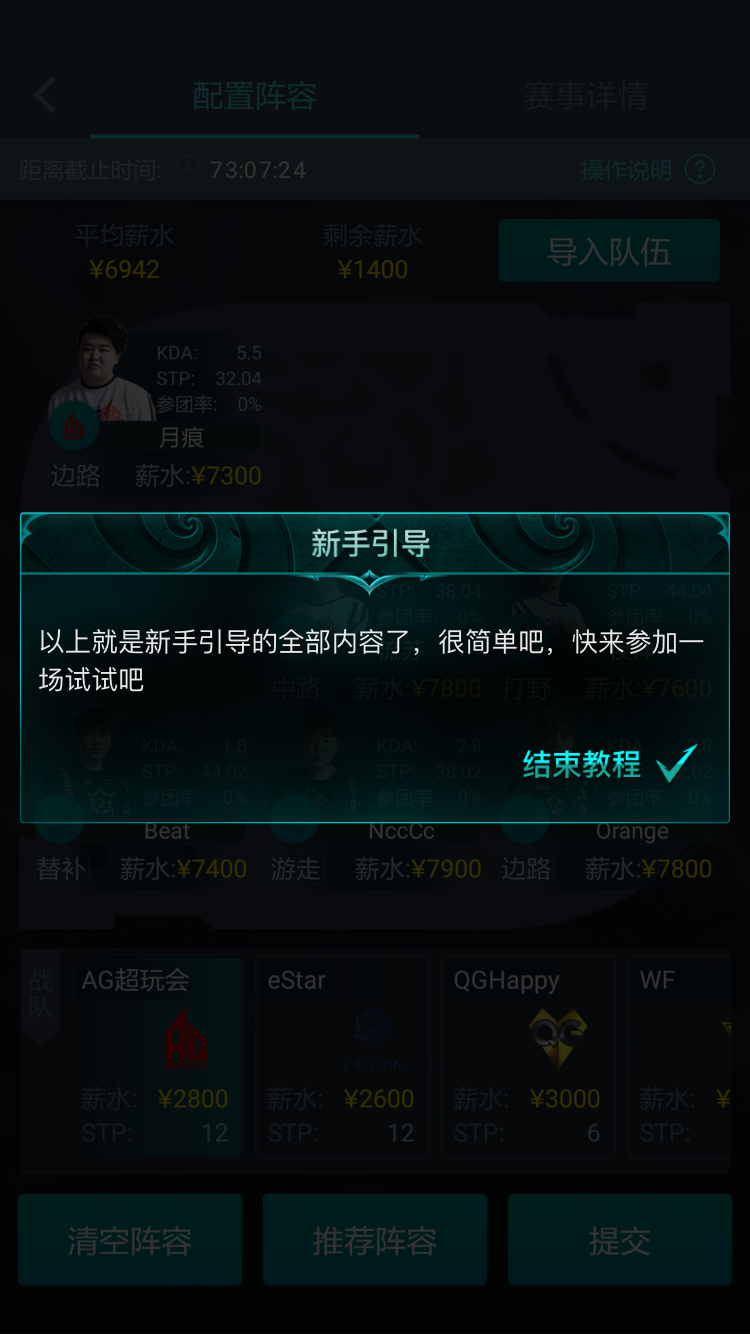 配置阵容
赛事详情
距离截止时间: 73:07:24
操作说明 ?
平均薪水
剩余薪水
导入队伍
¥6942
¥1400
KDA: 5.5
STP: 32.04
参团率: 0%
月痕
边路 薪水:¥7300
新手引导
STP: 38.04
STP: 44.04
参团率: 0%
参团率: 0%
以上就是新手引导的全部内容了，很简单吧，快来参加一
场试试吧
中路 薪水:¥7800
打野 薪水:¥7600
KDA: 1.8
KDA: 2.8
STP: 44.02
STP: 38.02
参团率: 0%
参团率: 0%
参团率: 0%
结束教程
Beat
NccCc
Orange
替补 薪水:¥7400
游走 薪水:¥7900
边路 薪水:¥7800
战队
AG超玩会
eStar
QGHappy
WF
薪水: ¥2800
薪水: ¥2600
薪水: ¥3000
薪水: ¥
STP: 12
STP: 12
STP: 6
STP:
清空阵容
推荐阵容
提交